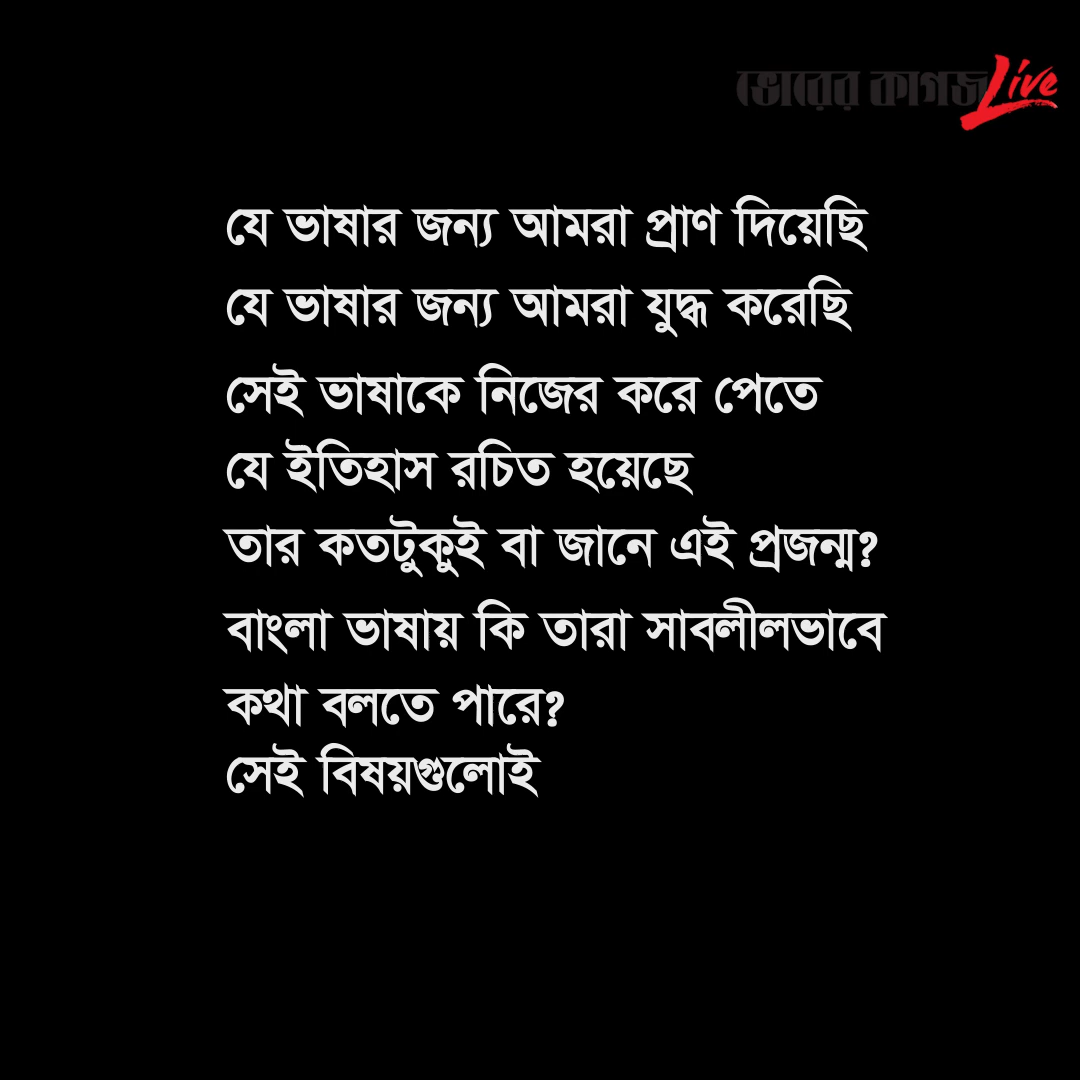 ভোরের কাগজ Live
যে ভাষার জন্য আমরা প্রাণ দিয়েছি
যে ভাষার জন্য আমরা যুদ্ধ করেছি
সেই ভাষাকে নিজের করে পেতে
যে ইতিহাস রচিত হয়েছে
তার কতটুকুই বা জানে এই প্রজন্ম?
বাংলা ভাষায় কি তারা সাবলীলভাবে
কথা বলতে পারে?
সেই বিষয়গুলোই